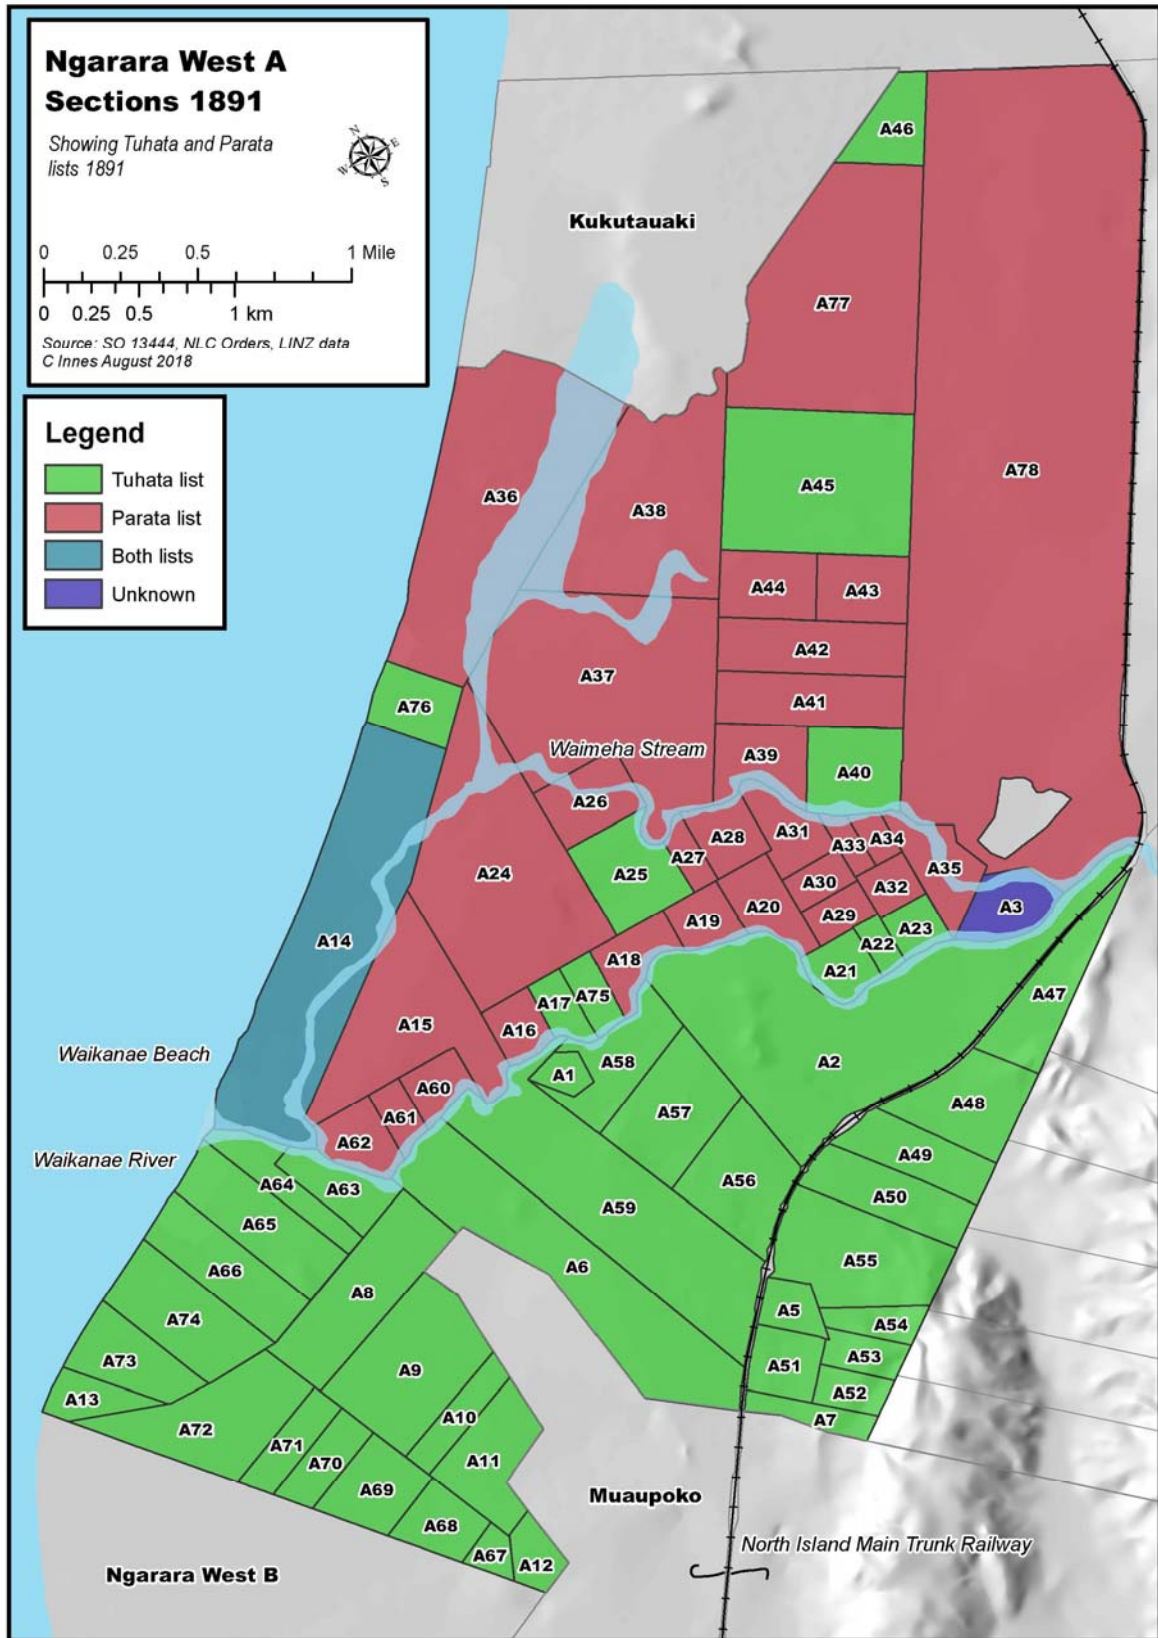 Ngarara West A
Sections 1891
Showing Tuhata and Parata
lists 1891
N
E
W
S
0 0.25 0.5 1 Mile
0 0.25 0.5 1 km
Source: SO 13444, NLC Orders, LINZ data
C Innes August 2018
Legend
Tuhata list
Parata list
Both lists
Unknown
A46
Kukutauaki
A77
A78
A45
A36
A38
A44
A43
A42
A37
A41
A76
Waimeha Stream
A39
A40
A26
A31
A28
A33
A34
A27
A35
A24
A25
A30
A32
A3
A20
A29
A19
A23
A14
A22
A18
A21
A17
A75
A47
A15
A16
Waikanae Beach
A58
A2
A1
A60
A48
A57
A61
A62
A49
Waikanae River
A64
A63
A56
A50
A59
A65
A55
A6
A66
A8
A5
A74
A54
A53
A73
A9
A51
A13
A52
A10
A7
A72
A71
A70
A11
A69
Muaupoko
A68
North Island Main Trunk Railway
A67
A12
Ngarara West B